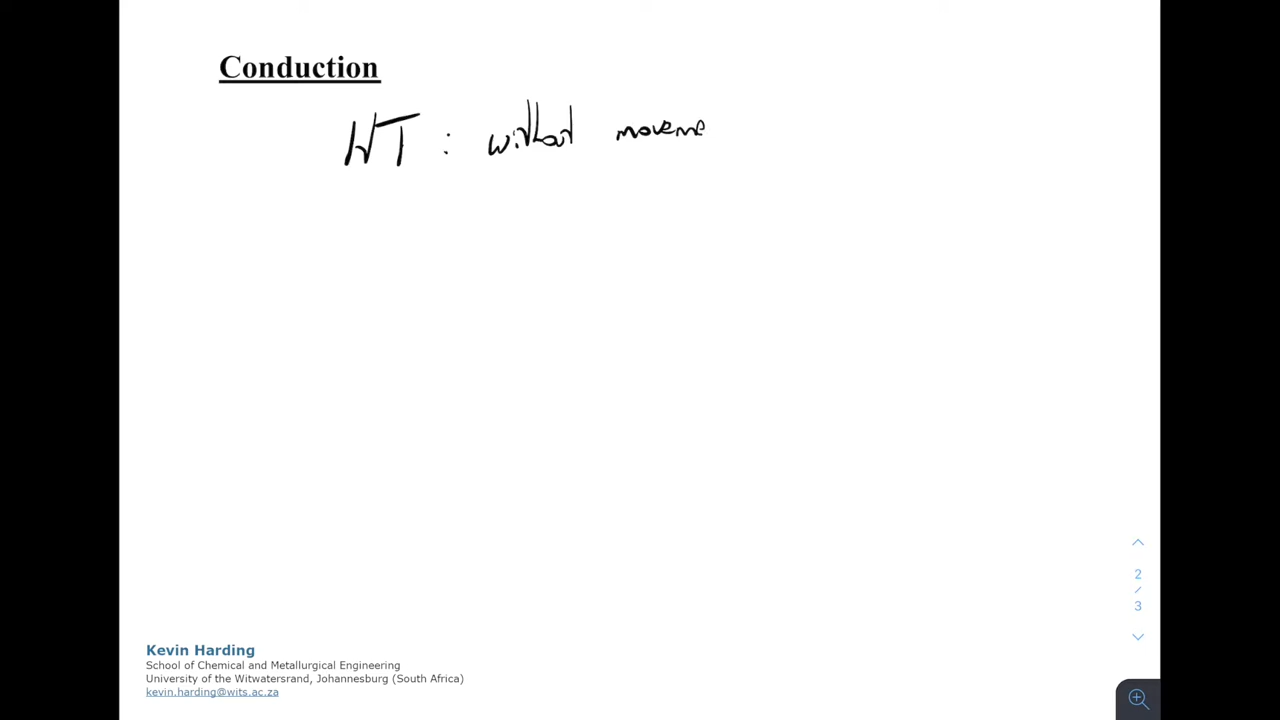 Conduction
HT : without moveme
2
/
3
Kevin Harding
School of Chemical and Metallurgical Engineering
University of the Witwatersrand, Johannesburg (South Africa)
kevin.harding@wits.ac.za